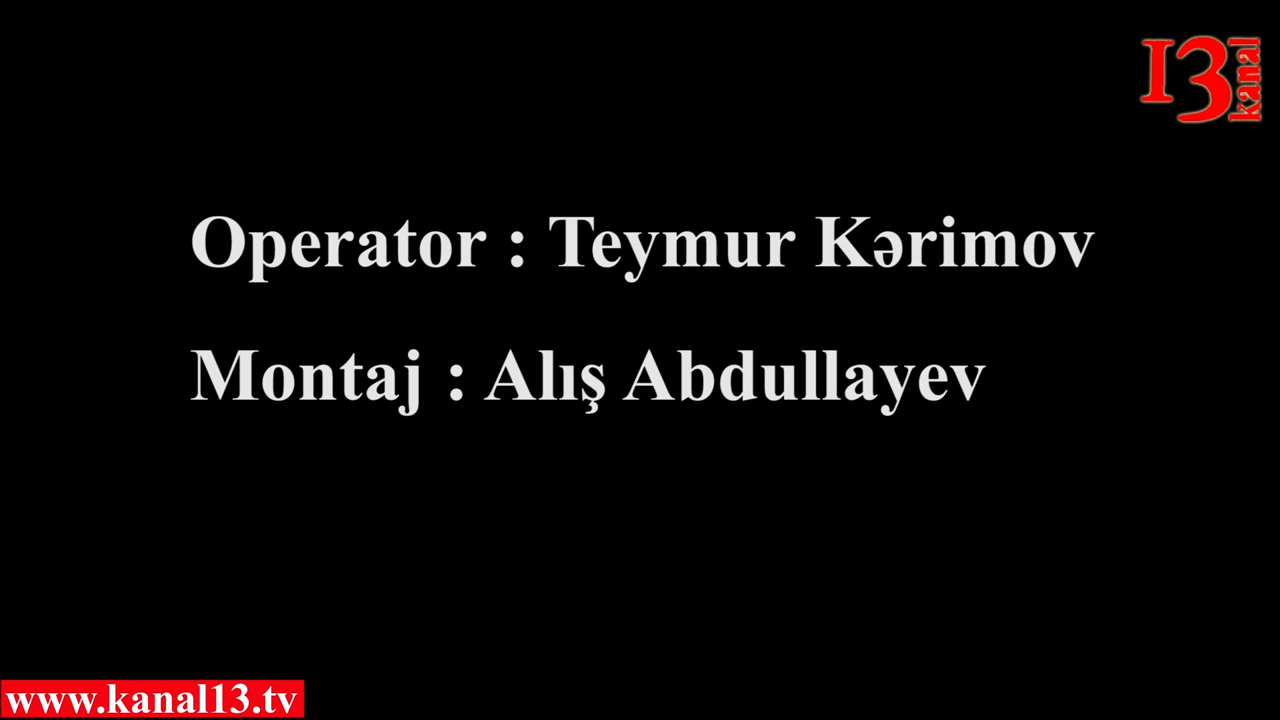 13 kanal
Operator : Teymur Kərimov
Montaj : Alış Abdullayev
www.kanal13.tv